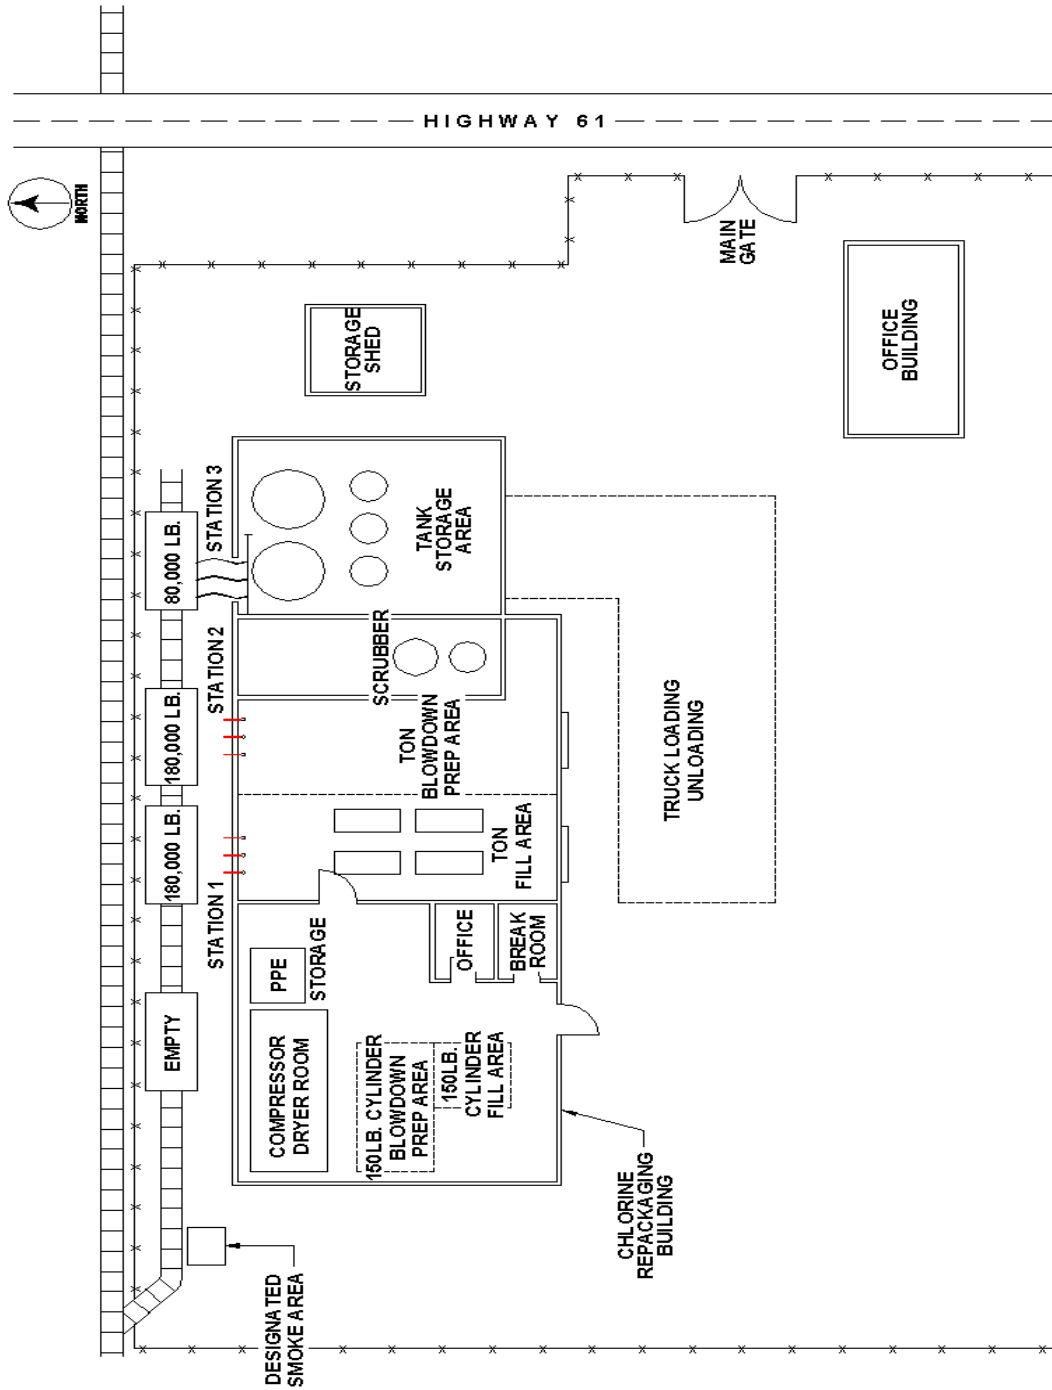 HIGHWAY 61
NORTH
MAIN
GATE
OFFICE
BUILDING
STORAGE
SHED
STATION 3
80,000 LB.
TANK
STORAGE
AREA
STATION 2
180,000 LB.
SCRUBBER
TON
BLOWDOWN
PREP AREA
TRUCK LOADING
UNLOADING
180,000 LB.
STATION 1
TON
FILL AREA
OFFICE
BREAK
ROOM
PPE
STORAGE
EMPTY
COMPRESSOR
DRYER ROOM
150LB. CYLINDER
BLOWDOWN
PREP AREA
150LB.
CYLINDER
FILL AREA
CHLORINE
REPACKAGING
BUILDING
DESIGNATED
SMOKE AREA